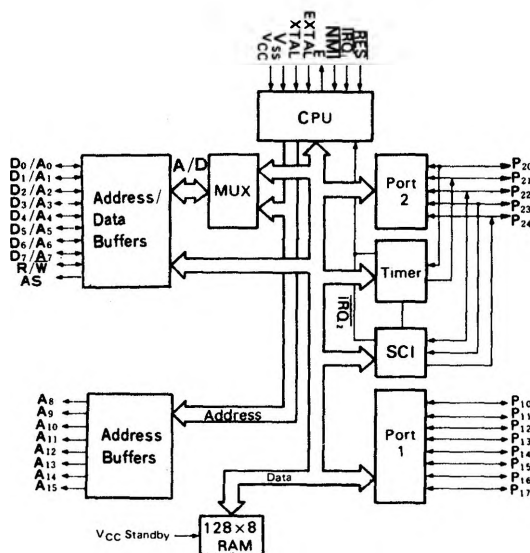 VCC
VSS
XTAL
EXTAL
E
NMI
IRQ₁
RES
CPU
D0/A0
D1/A1
D2/A2
D3/A3
D4/A4
D5/A5
D6/A6
D7/A7
R/W
AS
Address/
Data
Buffers
A/D
MUX
Port
2
P20
P21
P22
P23
P24
Timer
IRQ2
SCI
A8
A9
A10
A11
A12
A13
A14
A15
Address
Buffers
Address
Port
1
P10
P11
P12
P13
P14
P15
P16
P17
Data
VCC Standby
128×8
RAM